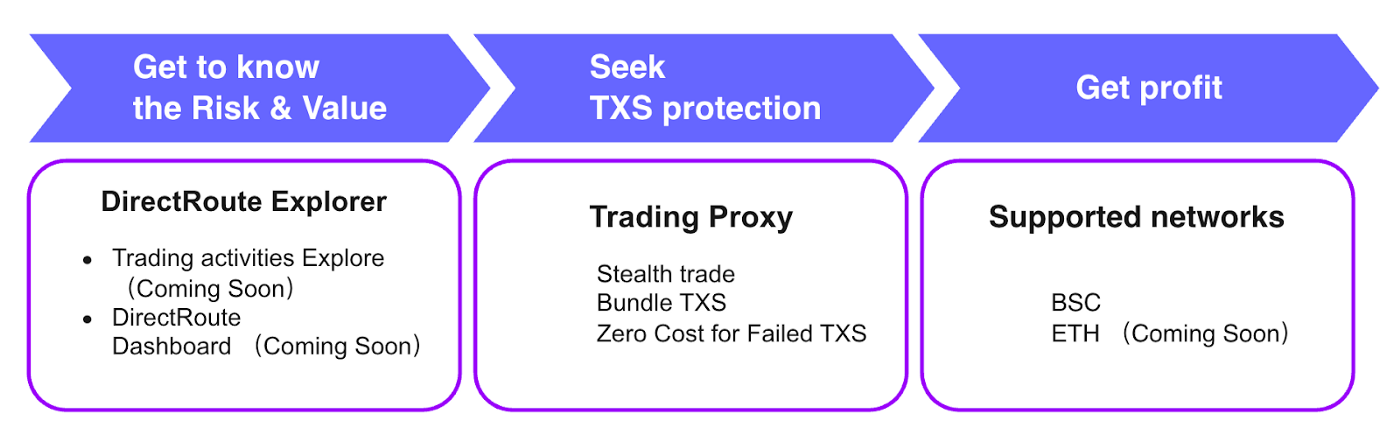 Get to know
the Risk & Value
Seek
TXS protection
Get profit
DirectRoute Explorer
• Trading activities Explore
（Coming Soon）
• DirectRoute
Dashboard （Coming Soon）
Trading Proxy
Stealth trade
Bundle TXS
Zero Cost for Failed TXS
Supported networks
BSC
ETH （Coming Soon）